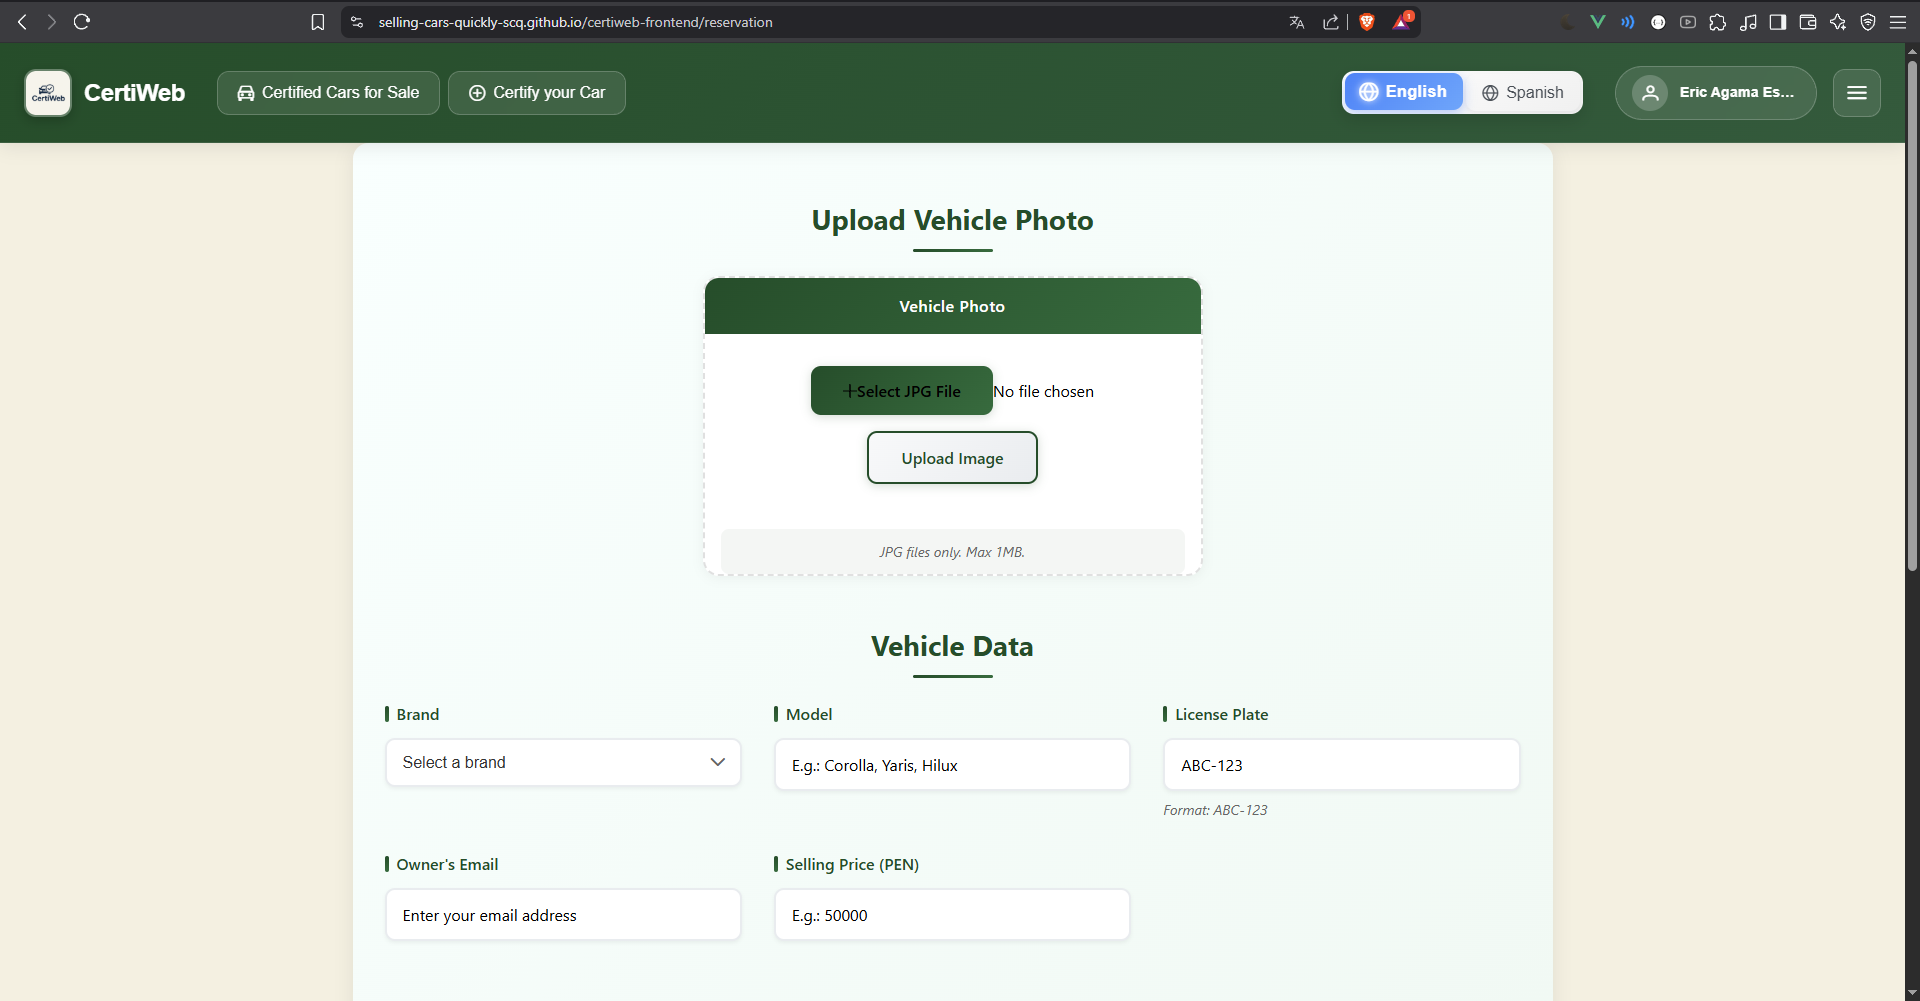 selling-cars-quickly-scq.github.io/certiweb-frontend/reservation
1
CertiWeb
CertiWeb
Certified Cars for Sale
Certify your Car
English
Spanish
Eric Agama Es...
Upload Vehicle Photo
Vehicle Photo
+Select JPG File
No file chosen
Upload Image
JPG files only. Max 1MB.
Vehicle Data
Brand
Model
License Plate
Select a brand
E.g.: Corolla, Yaris, Hilux
ABC-123
Format: ABC-123
Owner's Email
Selling Price (PEN)
Enter your email address
E.g.: 50000